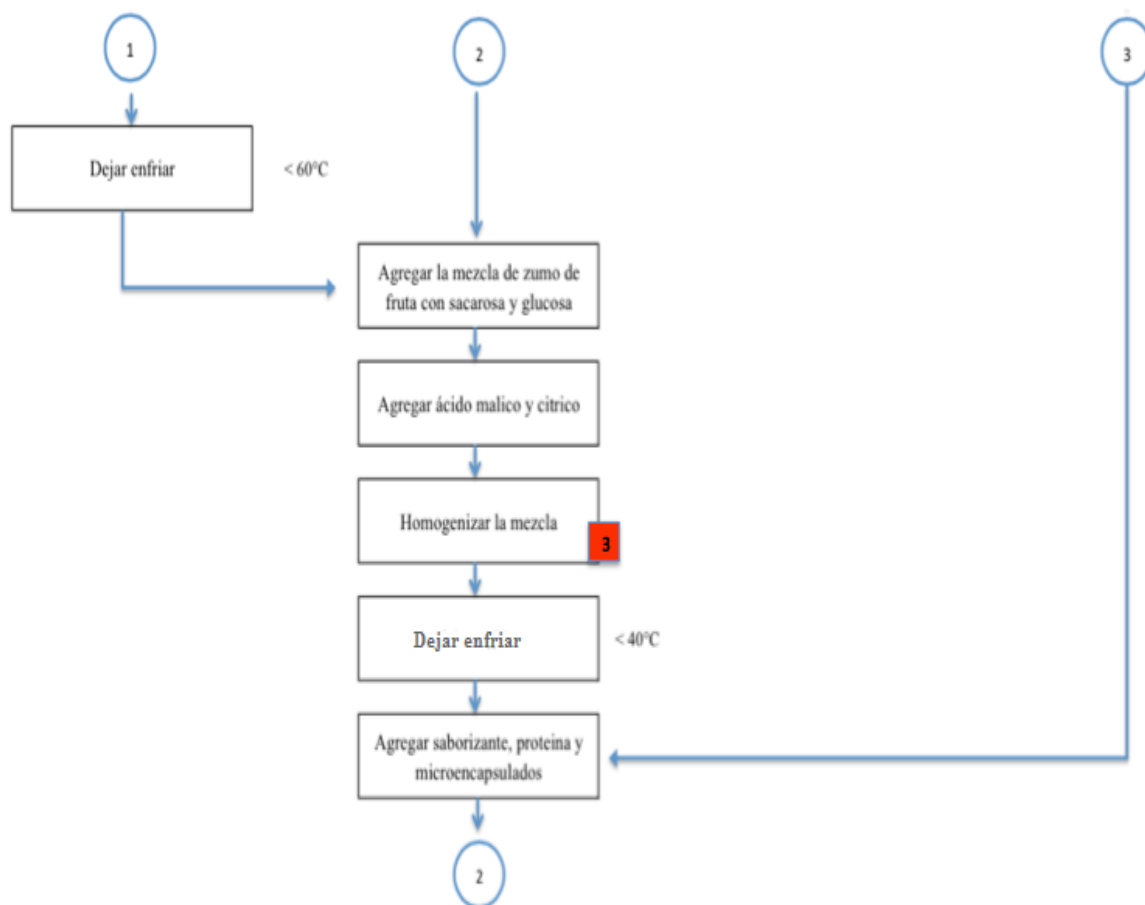 1
2
3
Dejar enfriar
< 60°C
Agregar la mezcla de zumo de
fruta con sacarosa y glucosa
Agregar ácido malico y citrico
Homogenizar la mezcla
3
Dejar enfriar
< 40°C
Agregar saborizante, proteina y
microencapsulados
2